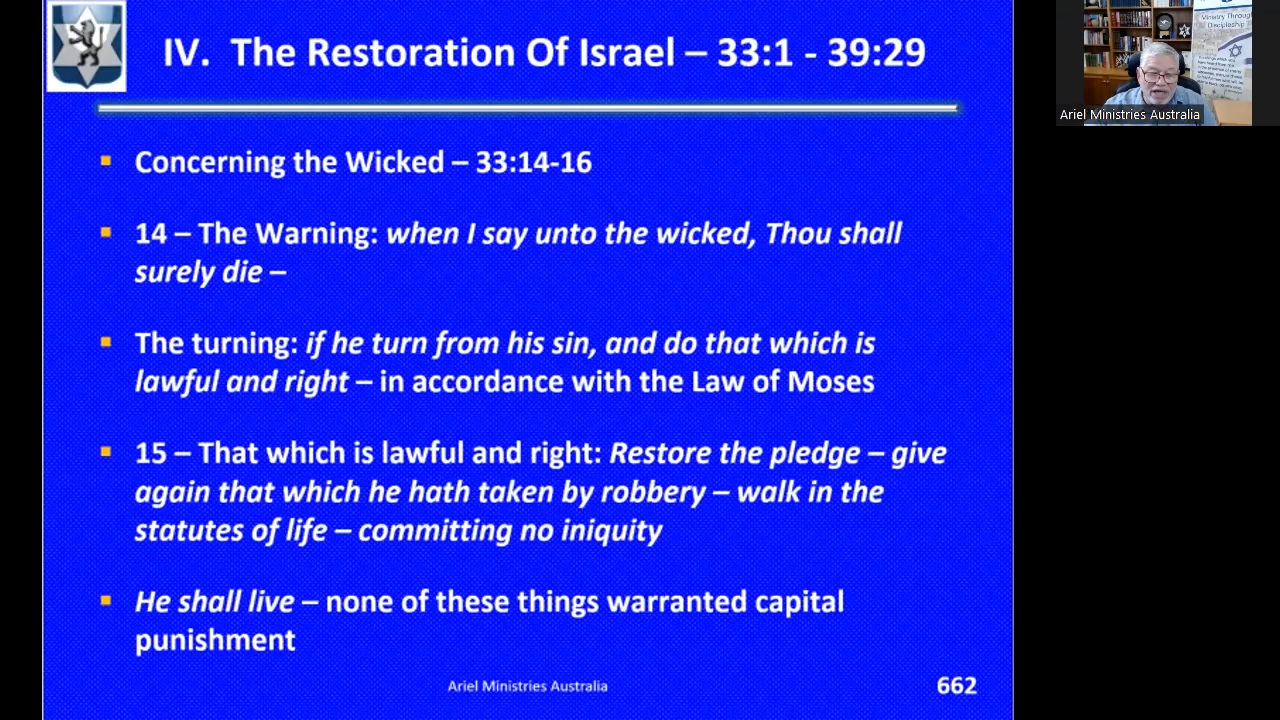 IV. The Restoration Of Israel – 33:1 - 39:29
Concerning the Wicked – 33:14-16
14 – The Warning: when I say unto the wicked, Thou shall
surely die –
The turning: if he turn from his sin, and do that which is
lawful and right – in accordance with the Law of Moses
15 – That which is lawful and right: Restore the pledge – give
again that which he hath taken by robbery – walk in the
statutes of life – committing no iniquity
He shall live – none of these things warranted capital
punishment
Ariel Ministries Australia
662
Ministry Through
Discipleship
Ariel Ministries Australia